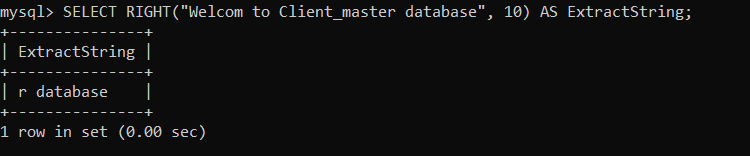 mysql> SELECT RIGHT("Welcom to Client_master database", 10) AS ExtractString;
+---------------+
| ExtractString |
+---------------+
| r database    |
+---------------+
1 row in set (0.00 sec)